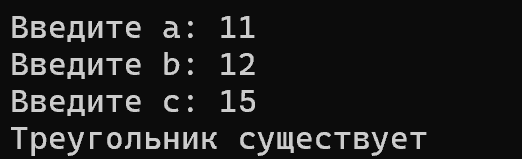 Введите a: 11
Введите b: 12
Введите c: 15
Треугольник существует